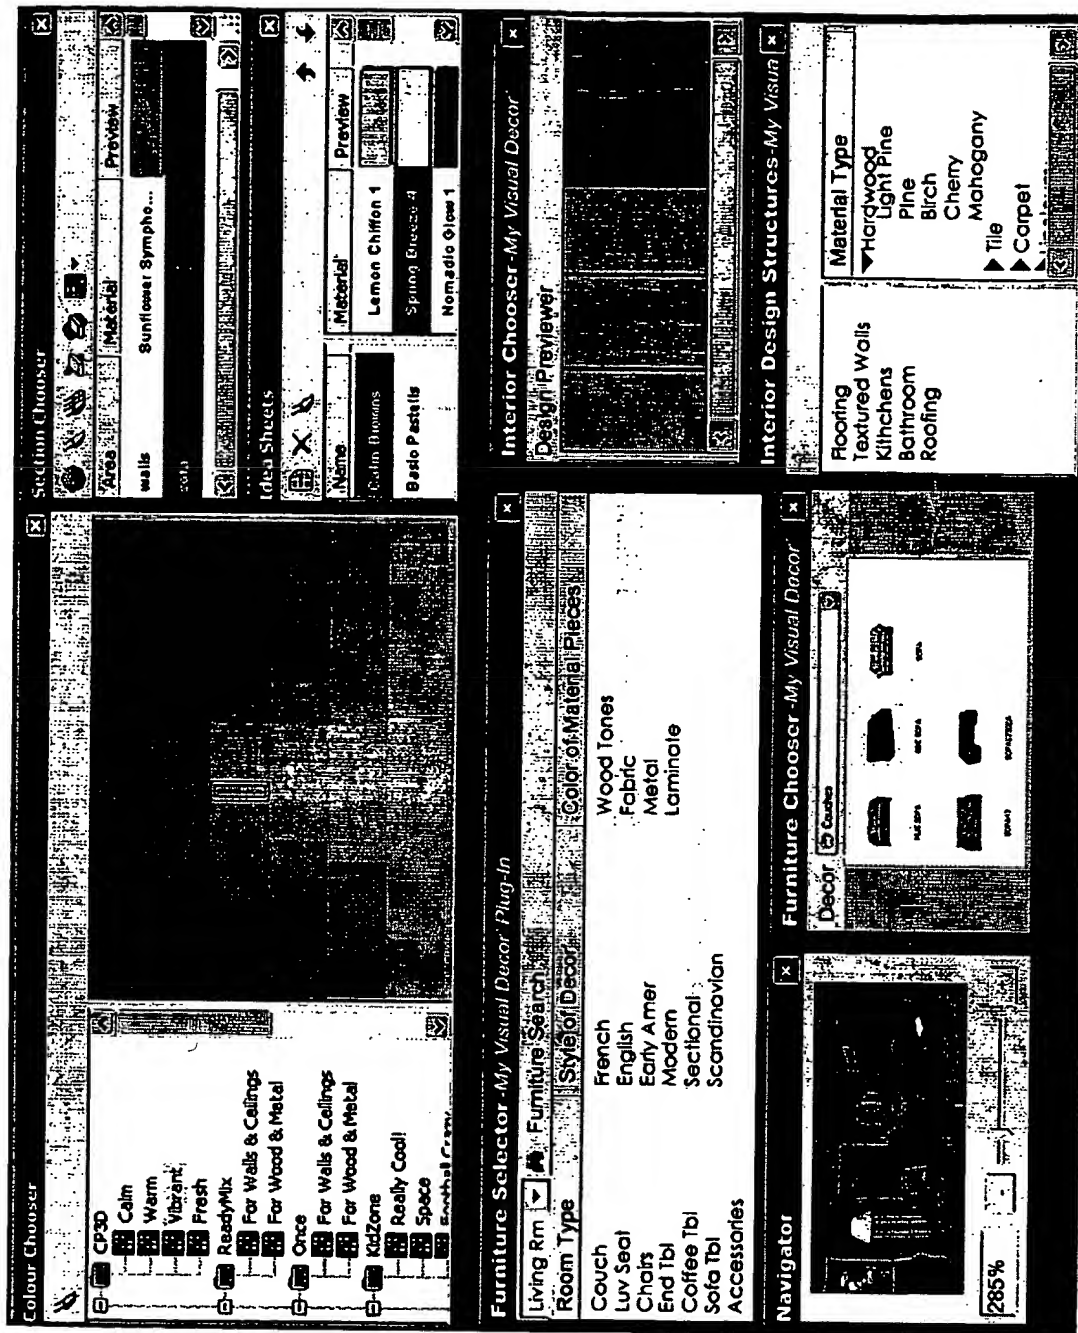 Colour Chooser
CP3D
Calm
Warm
Vibrant
Fresh
ReadyMix
For Walls & Ceilings
For Wood & Metal
Once
For Walls & Ceilings
For Wood & Metal
KidZone
Really Cool!
Space
Section Chooser
Area Material Preview
walls Sunflower Sympho...
Idea Sheets
Name
Basic Pastells
Material Preview
Lemon Chiffon 1
Spring Breeze 4
Nomadic Glow 1
Furniture Selector-My Visual Decor Plug-In
Living Rm Furniture Search
Room Type Style of Decor Color of Material Pieces
Couch French Wood Tones
Luv Seat English Fabric
Chairs Early Amer Metal
End Tbl Modern Laminate
Coffee Tbl Sectional
Sofa Tbl Scandinavian
Accessories
Interior Chooser-My Visual Decor
Design Previewer
Navigator
285%
Furniture Chooser-My Visual Decor
Decor Couches
SOFA
Interior Design Structures-My Visua
Flooring
Textured Walls
Kithchens
Bathroom
Roofing
Material Type
Hardwood
Light Pine
Pine
Birch
Cherry
Mahogany
Tile
Carpet